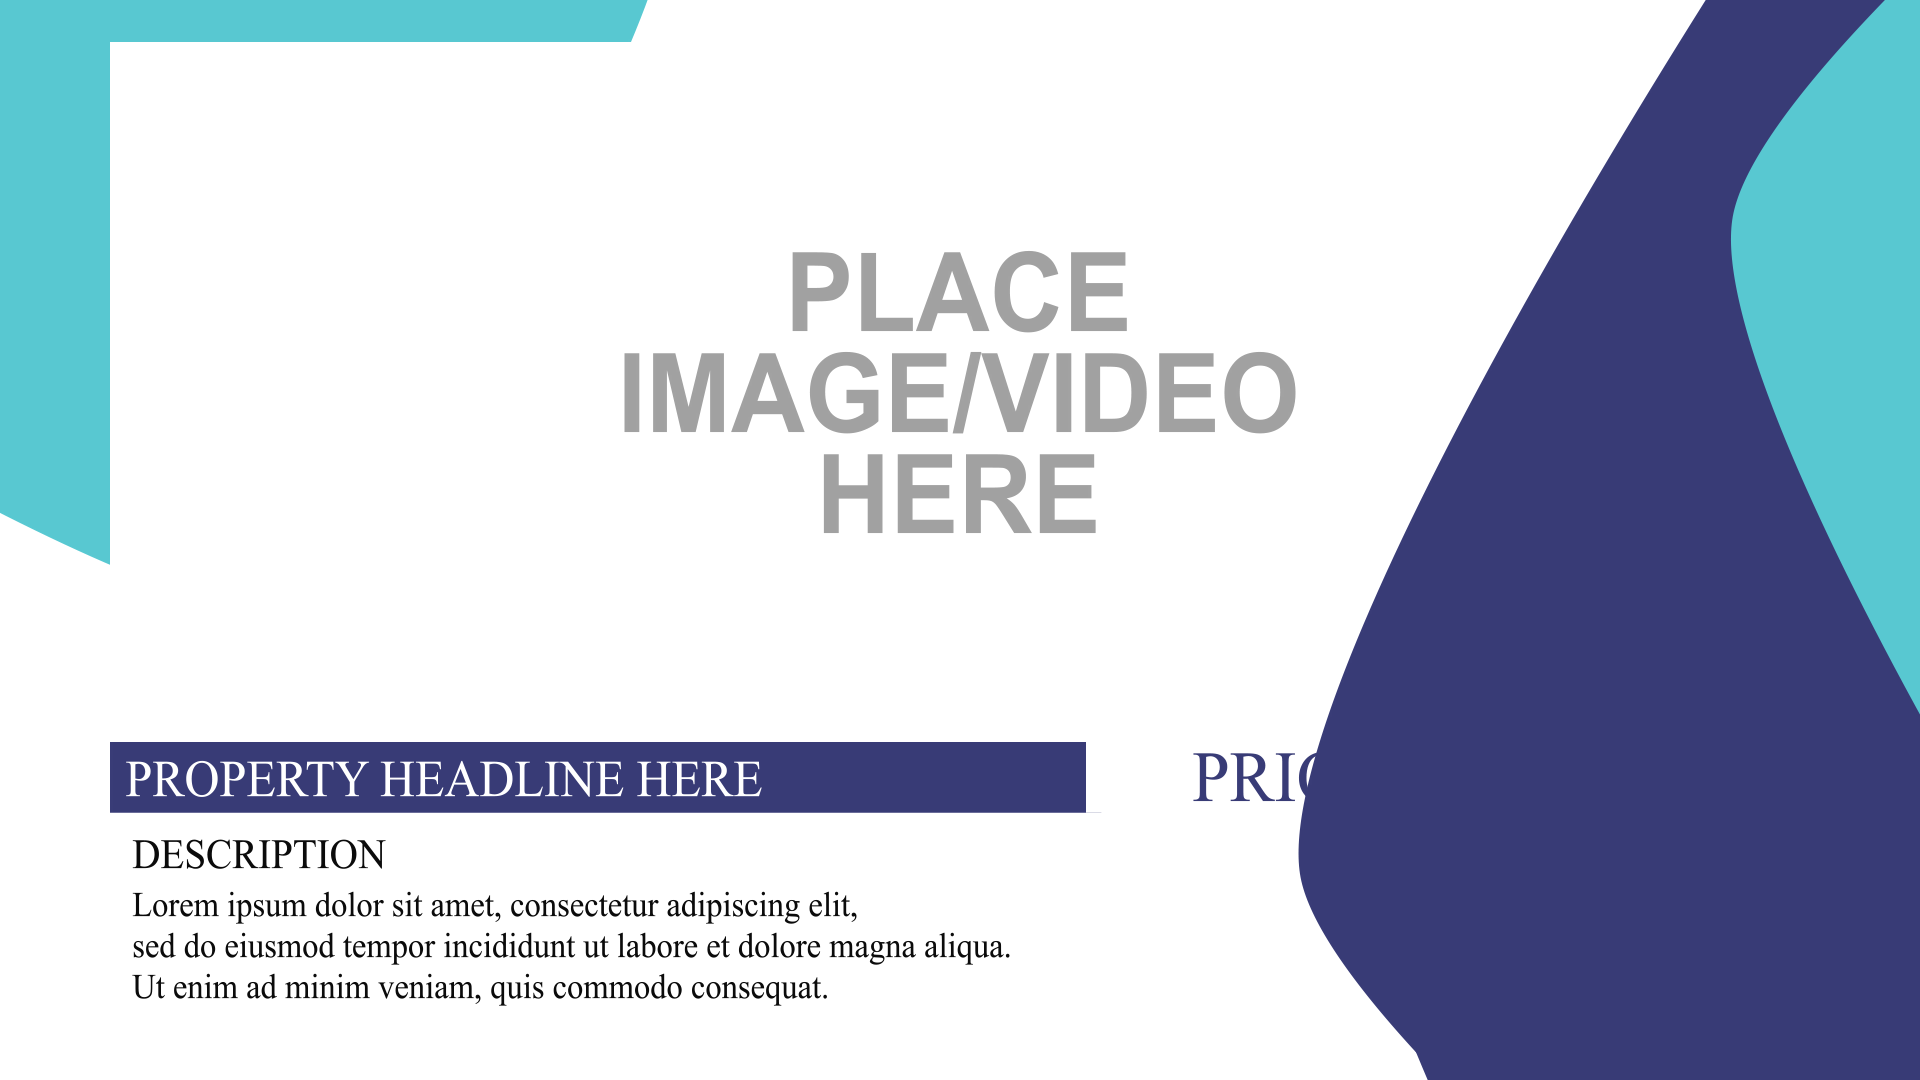 PLACE
IMAGE/VIDEO
HERE
PROPERTY HEADLINE HERE
DESCRIPTION
Lorem ipsum dolor sit amet, consectetur adipiscing elit,
sed do eiusmod tempor incididunt ut labore et dolore magna aliqua.
Ut enim ad minim veniam, quis commodo consequat.